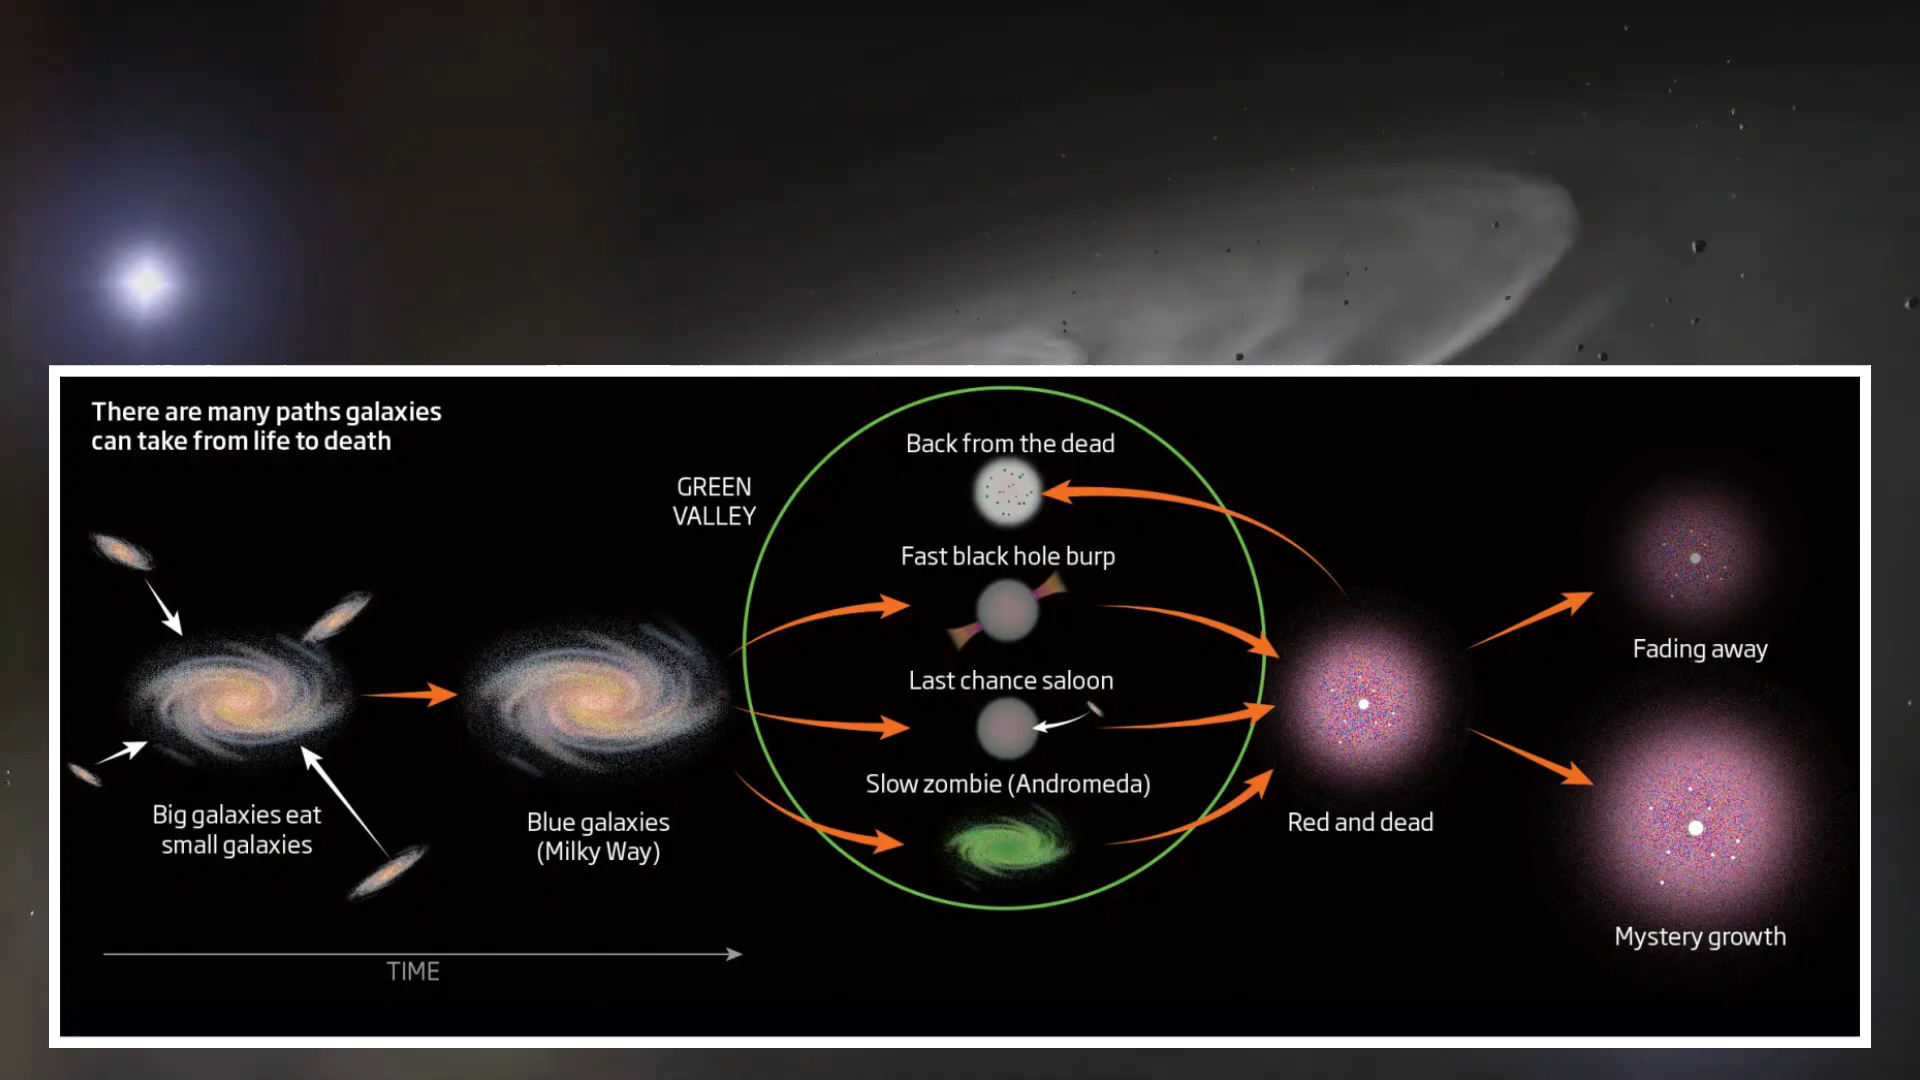 There are many paths galaxies
can take from life to death
GREEN
VALLEY
Back from the dead
Fast black hole burp
Last chance saloon
Slow zombie (Andromeda)
Big galaxies eat
small galaxies
Blue galaxies
(Milky Way)
Red and dead
Fading away
Mystery growth
TIME